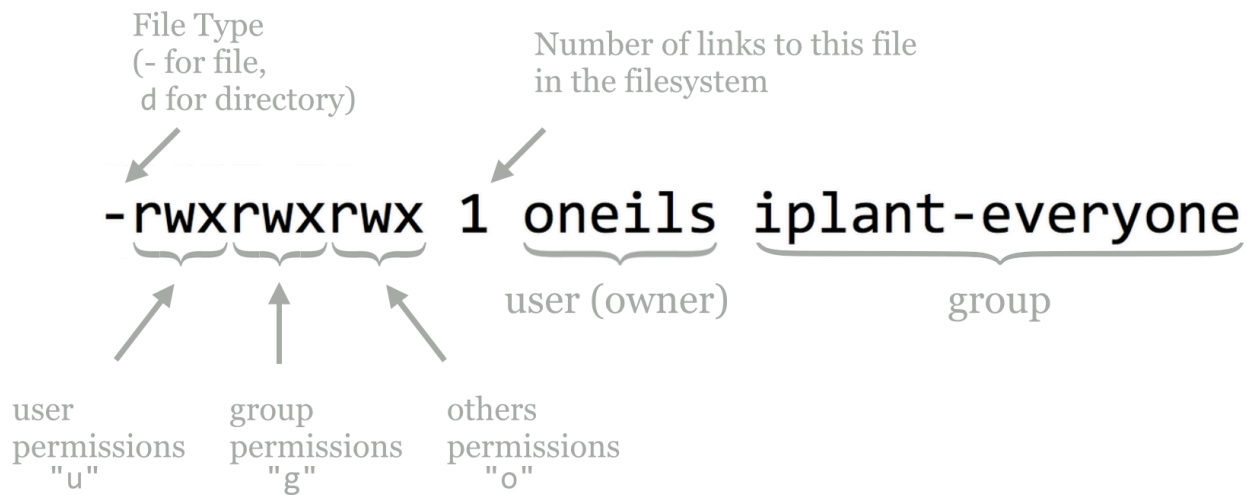 File Type
(- for file,
d for directory)
Number of links to this file
in the filesystem
-rwxrwxrwx 1 oneils iplant-everyone
user (owner)
group
user
permissions
"u"
group
permissions
"g"
others
permissions
"o"